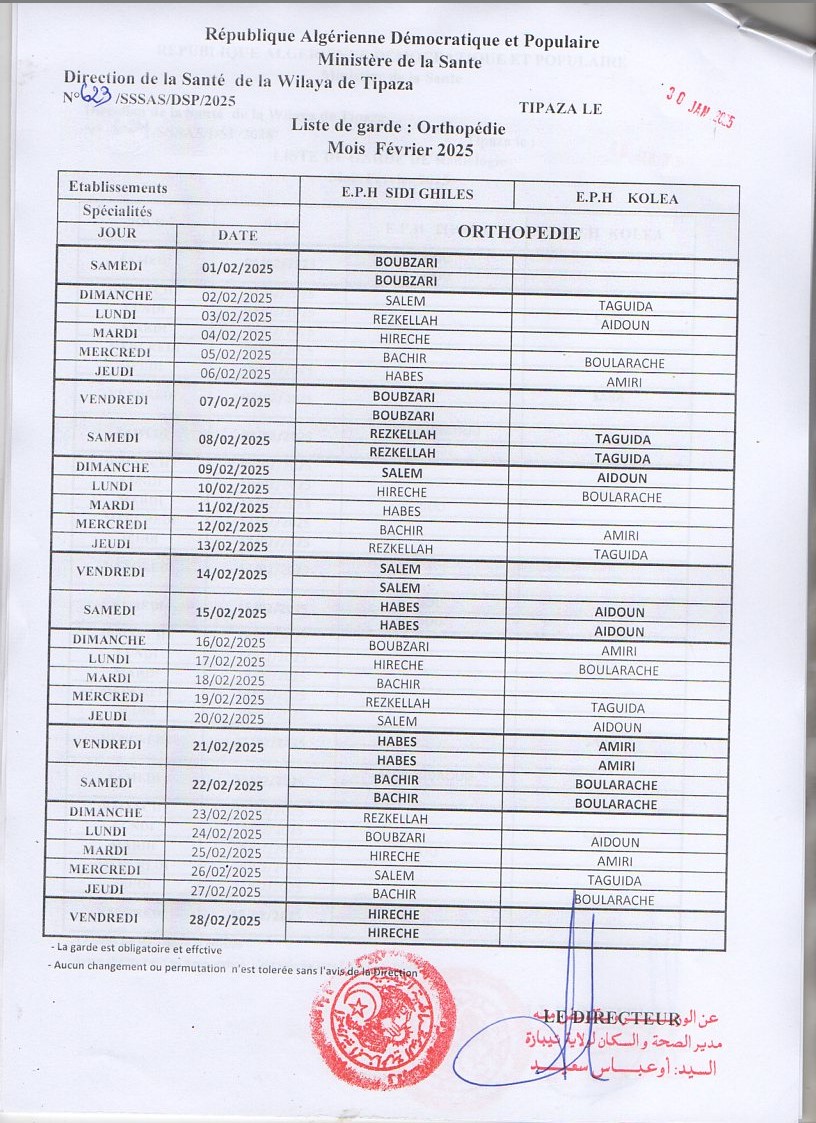 République Algérienne Démocratique et Populaire
Ministère de la Sante
Direction de la Santé de la Wilaya de Tipaza
N° 623 /SSSAS/DSP/2025
TIPAZA LE 30 JAN 2025
Liste de garde : Orthopédie
Mois Février 2025
Etablissements E.P.H SIDI GHILES E.P.H KOLEA
Spécialités
JOUR DATE ORTHOPEDIE
SAMEDI 01/02/2025 BOUBZARI
BOUBZARI
DIMANCHE 02/02/2025 SALEM TAGUIDA
LUNDI 03/02/2025 REZKELLAH AIDOUN
MARDI 04/02/2025 HIRECHE
MERCREDI 05/02/2025 BACHIR BOULARACHE
JEUDI 06/02/2025 HABES AMIRI
VENDREDI 07/02/2025 BOUBZARI
BOUBZARI
SAMEDI 08/02/2025 REZKELLAH TAGUIDA
REZKELLAH TAGUIDA
DIMANCHE 09/02/2025 SALEM AIDOUN
LUNDI 10/02/2025 HIRECHE BOULARACHE
MARDI 11/02/2025 HABES
MERCREDI 12/02/2025 BACHIR AMIRI
JEUDI 13/02/2025 REZKELLAH TAGUIDA
VENDREDI 14/02/2025 SALEM
SALEM
SAMEDI 15/02/2025 HABES AIDOUN
HABES AIDOUN
DIMANCHE 16/02/2025 BOUBZARI AMIRI
LUNDI 17/02/2025 HIRECHE BOULARACHE
MARDI 18/02/2025 BACHIR
MERCREDI 19/02/2025 REZKELLAH TAGUIDA
JEUDI 20/02/2025 SALEM AIDOUN
VENDREDI 21/02/2025 HABES AMIRI
HABES AMIRI
SAMEDI 22/02/2025 BACHIR BOULARACHE
BACHIR BOULARACHE
DIMANCHE 23/02/2025 REZKELLAH
LUNDI 24/02/2025 BOUBZARI AIDOUN
MARDI 25/02/2025 HIRECHE AMIRI
MERCREDI 26/02/2025 SALEM TAGUIDA
JEUDI 27/02/2025 BACHIR BOULARACHE
VENDREDI 28/02/2025 HIRECHE
HIRECHE
- La garde est obligatoire et effctive
- Aucun changement ou permutation n'est tolerée sans l'avis de la Direction
LE DIRECTEUR
عن الو
مدير الصحة و السكان لولاية تيبازة
السيد: أوعباس سعيد